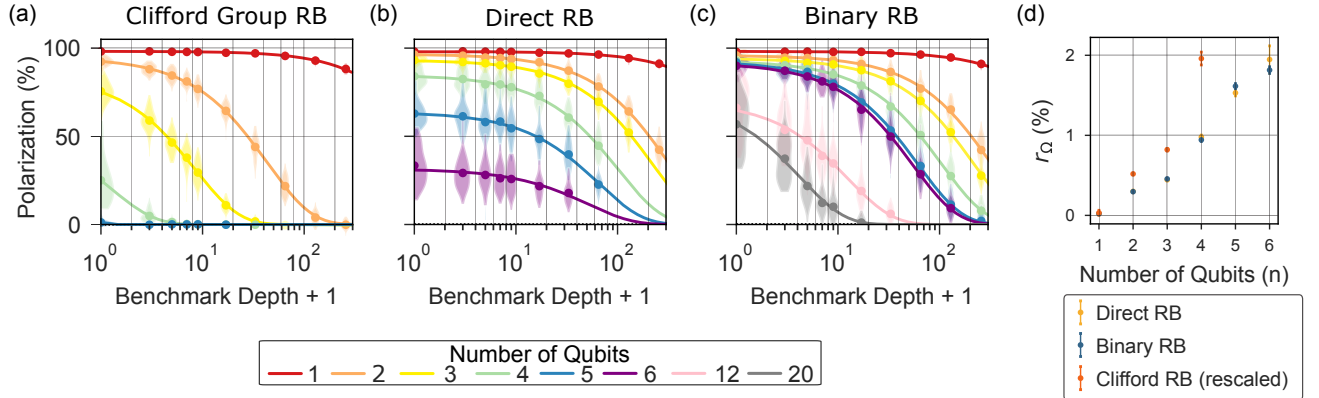 (a) Clifford Group RB
(b) Direct RB
(c) Binary RB
(d)
Polarization (%)
100
50
0
10^0 10^1 10^2
Benchmark Depth + 1
10^0 10^1 10^2
Benchmark Depth + 1
10^0 10^1 10^2
Benchmark Depth + 1
r_Ω (%)
2
1
0
1 2 3 4 5 6
Number of Qubits (n)
Direct RB
Binary RB
Clifford RB (rescaled)
Number of Qubits
1 2 3 4 5 6 12 20